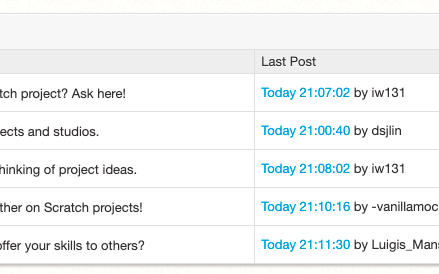 Last Post
tch project? Ask here! Today 21:07:02 by iw131
ects and studios. Today 21:00:40 by dsjlin
hinking of project ideas. Today 21:08:02 by iw131
ther on Scratch projects! Today 21:10:16 by -vanillamoc
offer your skills to others? Today 21:11:30 by Luigis_Mans